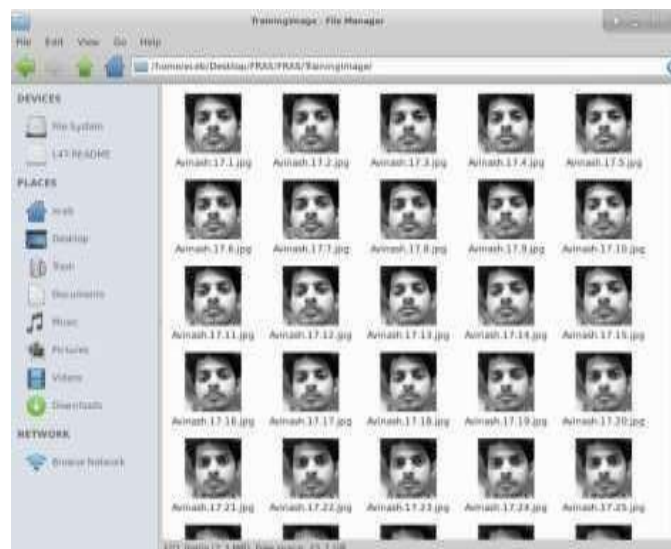 TrainingImage - File Manager
File Edit View Go Help
DEVICES
File System
L4T-README
PLACES
Desktop
Trash
Documents
Music
Pictures
Videos
Downloads
NETWORK
Browse Network
Avinash.17.1.jpg Avinash.17.2.jpg Avinash.17.3.jpg Avinash.17.4.jpg Avinash.17.5.jpg
Avinash.17.6.jpg Avinash.17.7.jpg Avinash.17.8.jpg Avinash.17.9.jpg Avinash.17.10.jpg
Avinash.17.11.jpg Avinash.17.12.jpg Avinash.17.13.jpg Avinash.17.14.jpg Avinash.17.15.jpg
Avinash.17.16.jpg Avinash.17.17.jpg Avinash.17.18.jpg Avinash.17.19.jpg Avinash.17.20.jpg
Avinash.17.21.jpg Avinash.17.22.jpg Avinash.17.23.jpg Avinash.17.24.jpg Avinash.17.25.jpg